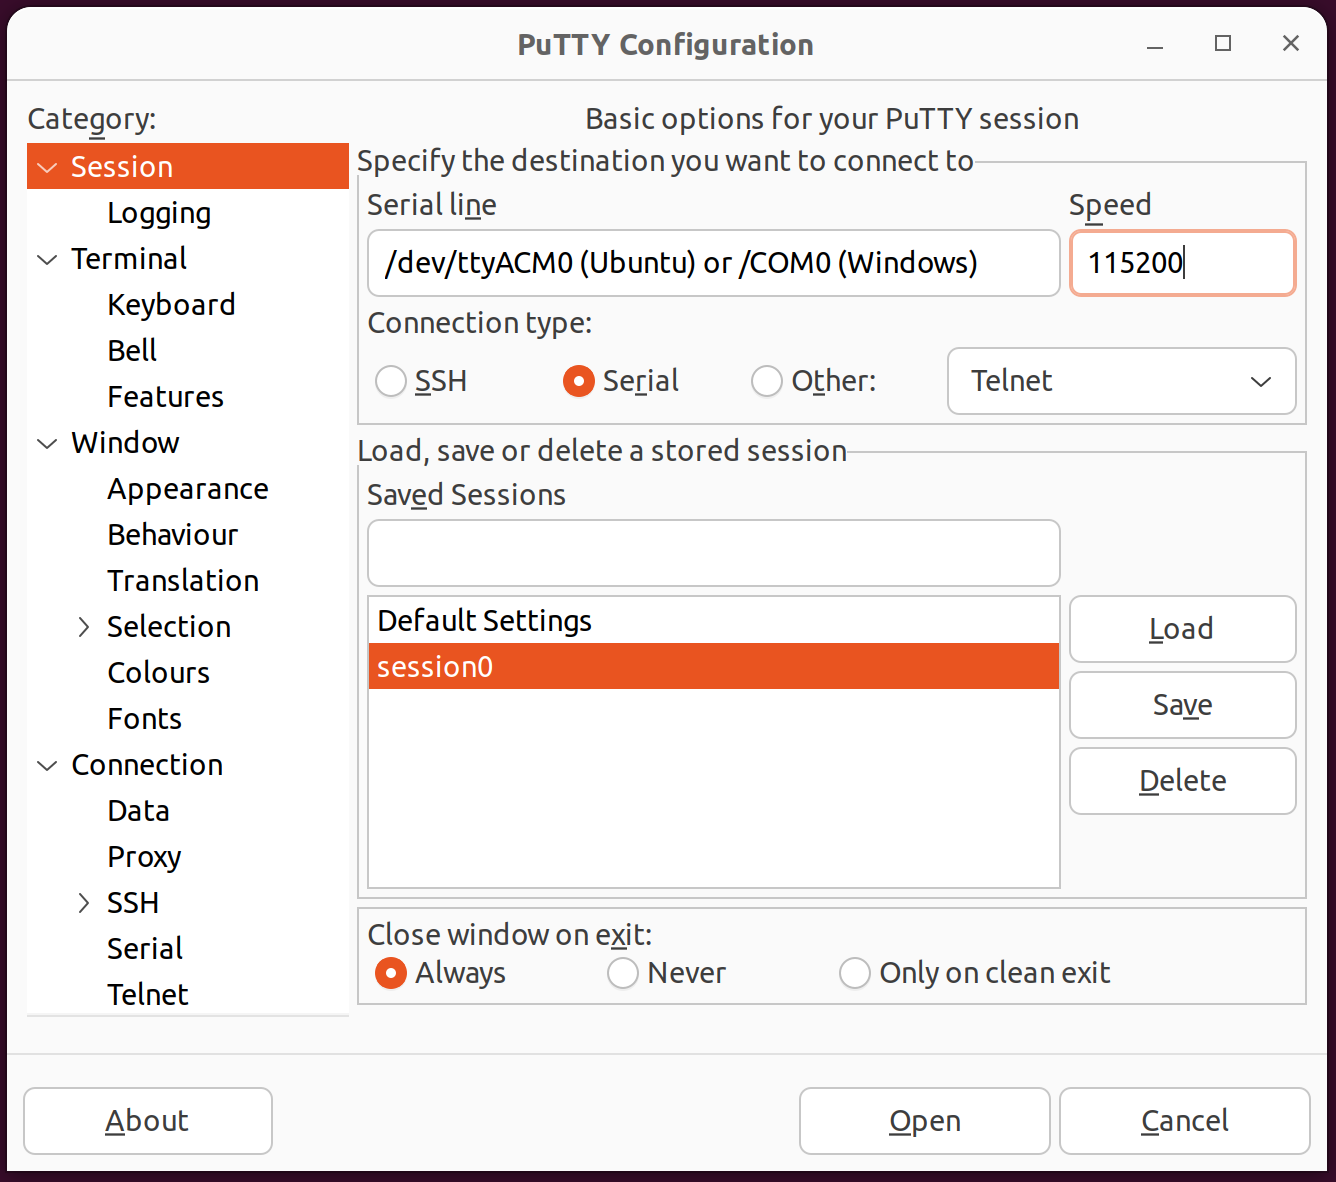 PuTTY Configuration
Category:
Session
Logging
Terminal
Keyboard
Bell
Features
Window
Appearance
Behaviour
Translation
Selection
Colours
Fonts
Connection
Data
Proxy
SSH
Serial
Telnet
Basic options for your PuTTY session
Specify the destination you want to connect to
Serial line Speed
/dev/ttyACM0 (Ubuntu) or /COM0 (Windows) 115200
Connection type:
SSH Serial Other: Telnet
Load, save or delete a stored session
Saved Sessions
Default Settings
session0
Load
Save
Delete
Close window on exit:
Always Never Only on clean exit
About Open Cancel